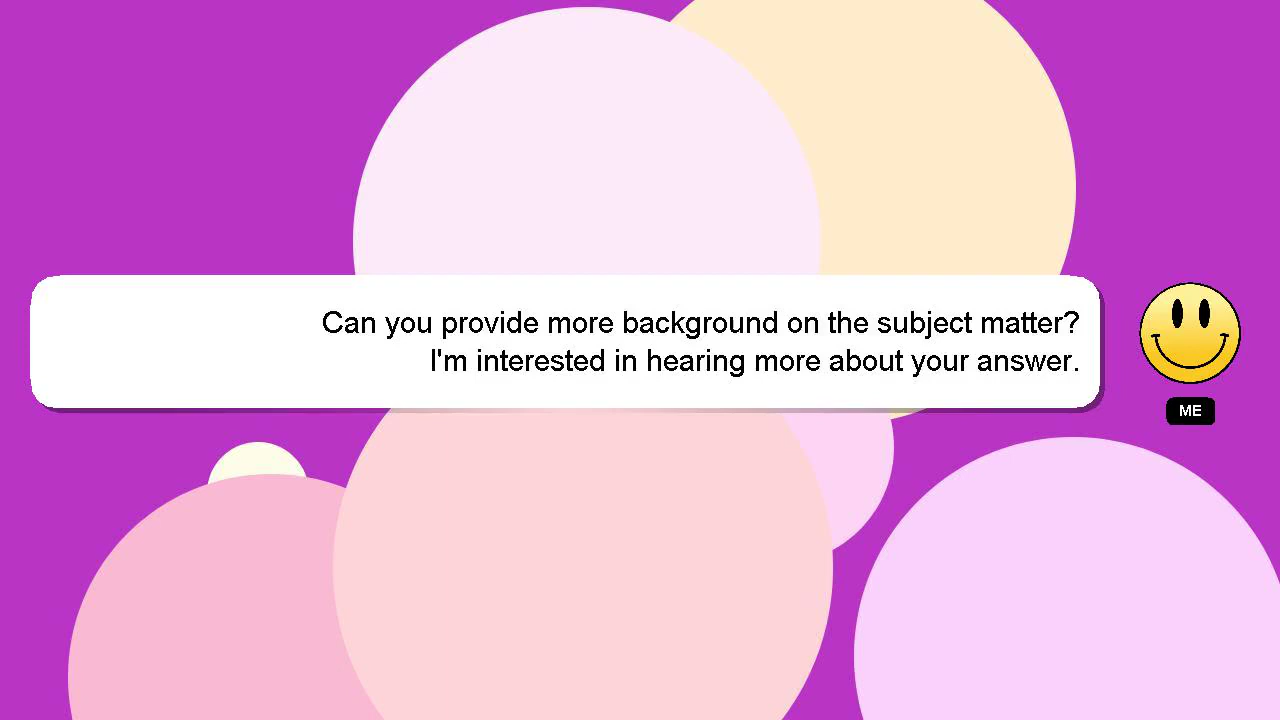 Can you provide more background on the subject matter?
I'm interested in hearing more about your answer.
ME